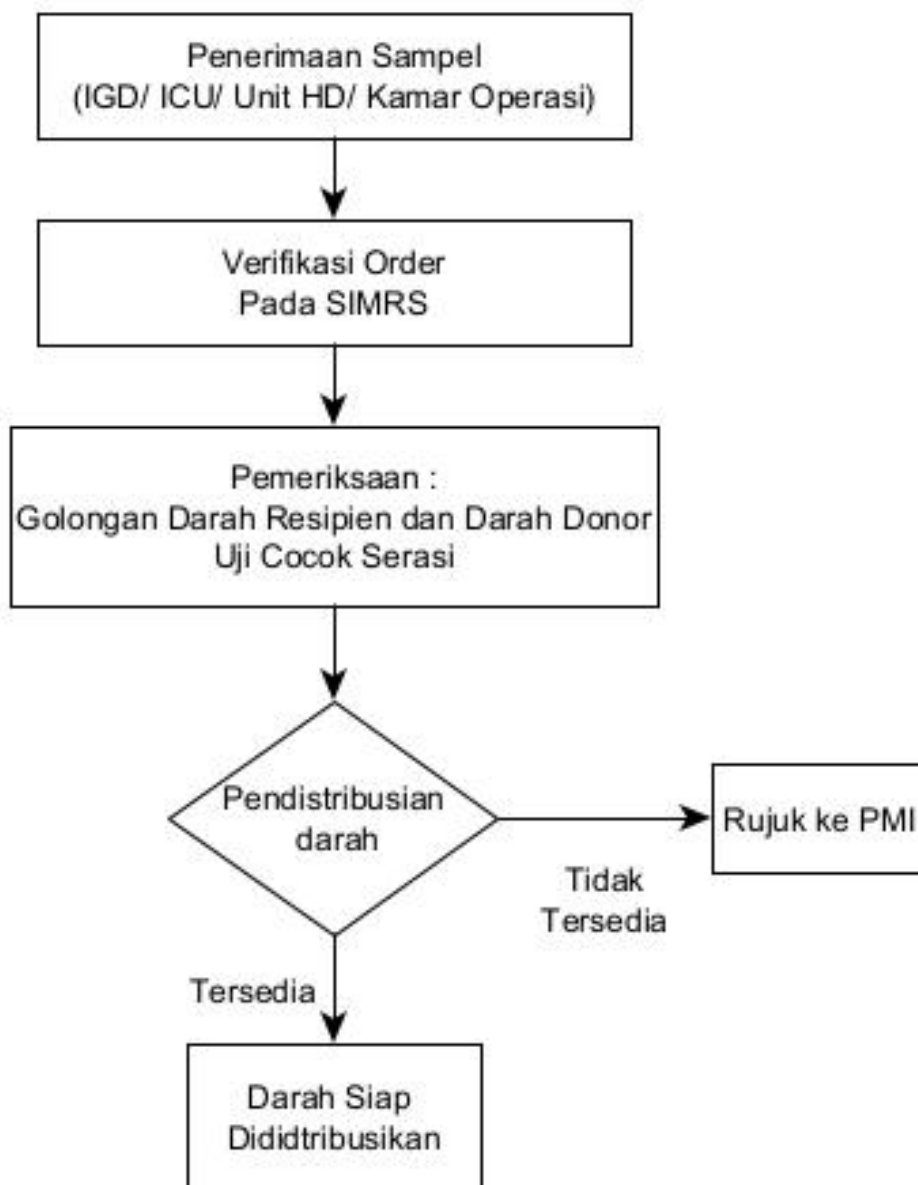 Penerimaan Sampel
(IGD/ ICU/ Unit HD/ Kamar Operasi)
Verifikasi Order
Pada SIMRS
Pemeriksaan :
Golongan Darah Resipien dan Darah Donor
Uji Cocok Serasi
Pendistribusian
darah
Rujuk ke PMI
Tidak
Tersedia
Tersedia
Darah Siap
Dididtribusikan